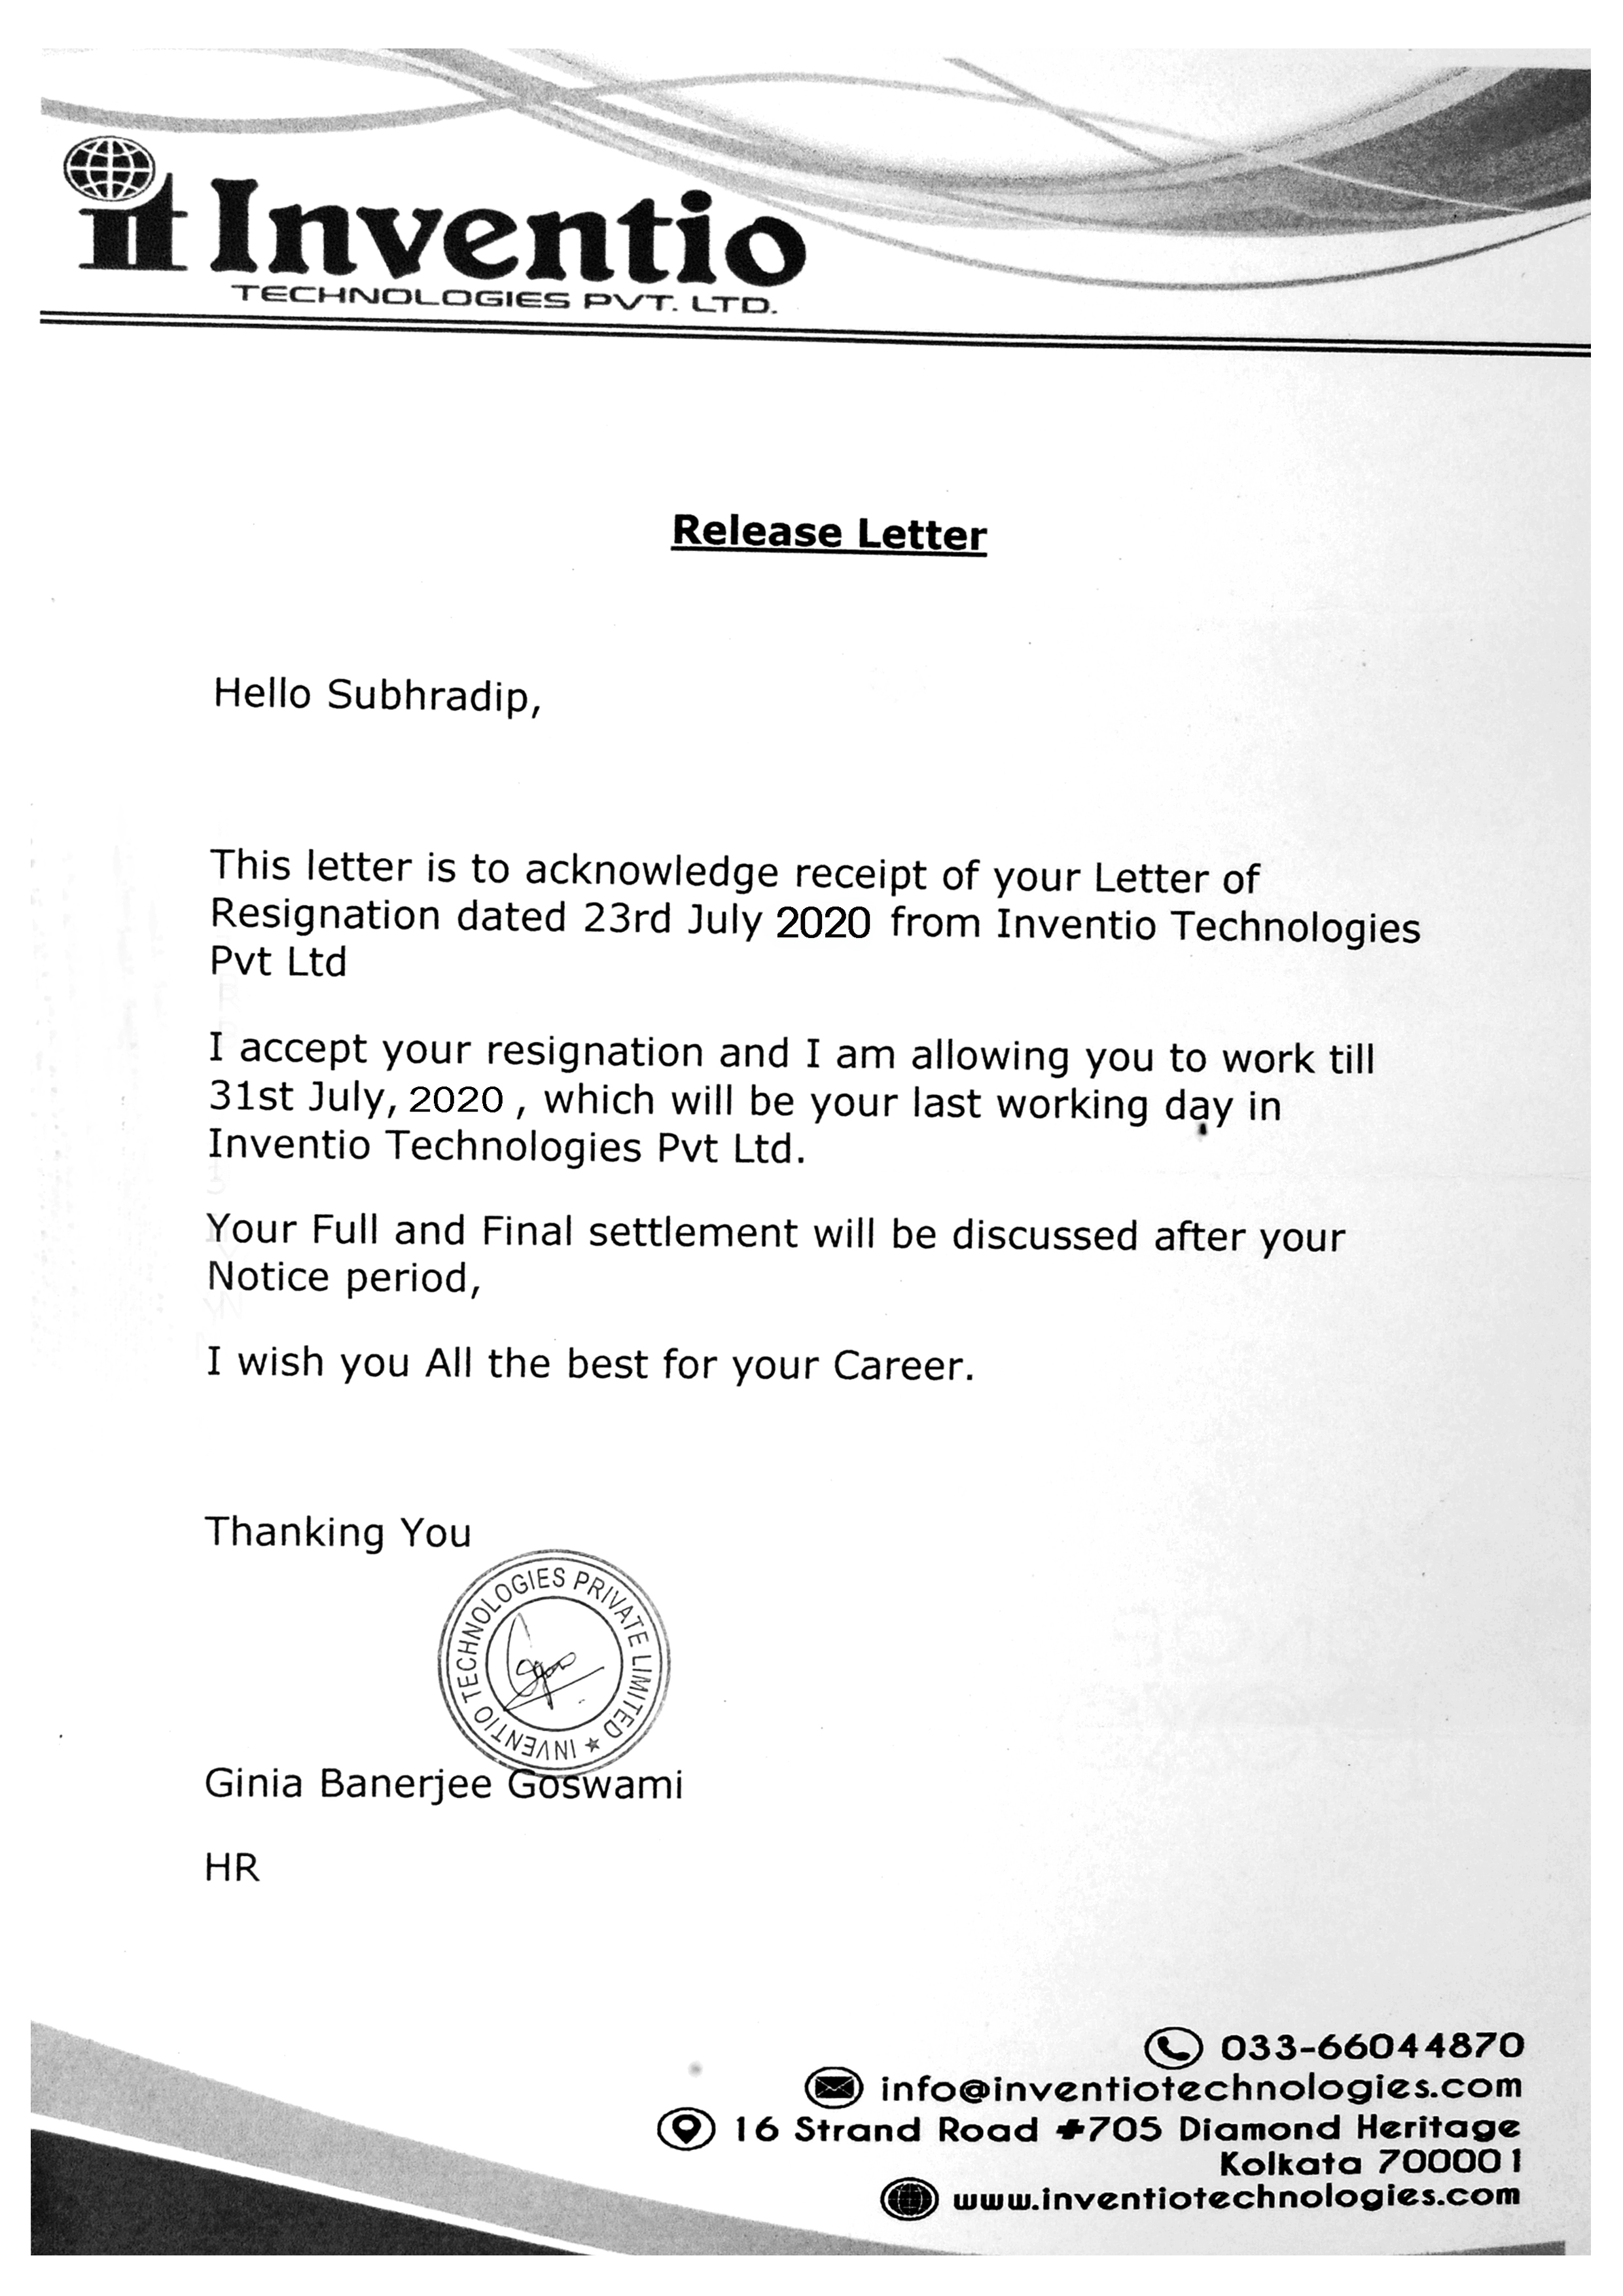 it Inventio
TECHNOLOGIES PVT. LTD.
Release Letter
Hello Subhradip,
This letter is to acknowledge receipt of your Letter of
Resignation dated 23rd July 2020 from Inventio Technologies
Pvt Ltd
I accept your resignation and I am allowing you to work till
31st July, 2020 , which will be your last working day in
Inventio Technologies Pvt Ltd.
Your Full and Final settlement will be discussed after your
Notice period,
I wish you All the best for your Career.
Thanking You
INVENTIO TECHNOLOGIES PRIVATE LIMITED ★
Ginia Banerjee Goswami
HR
033-66044870
info@inventiotechnologies.com
16 Strand Road #705 Diamond Heritage
Kolkata 700001
www.inventiotechnologies.com